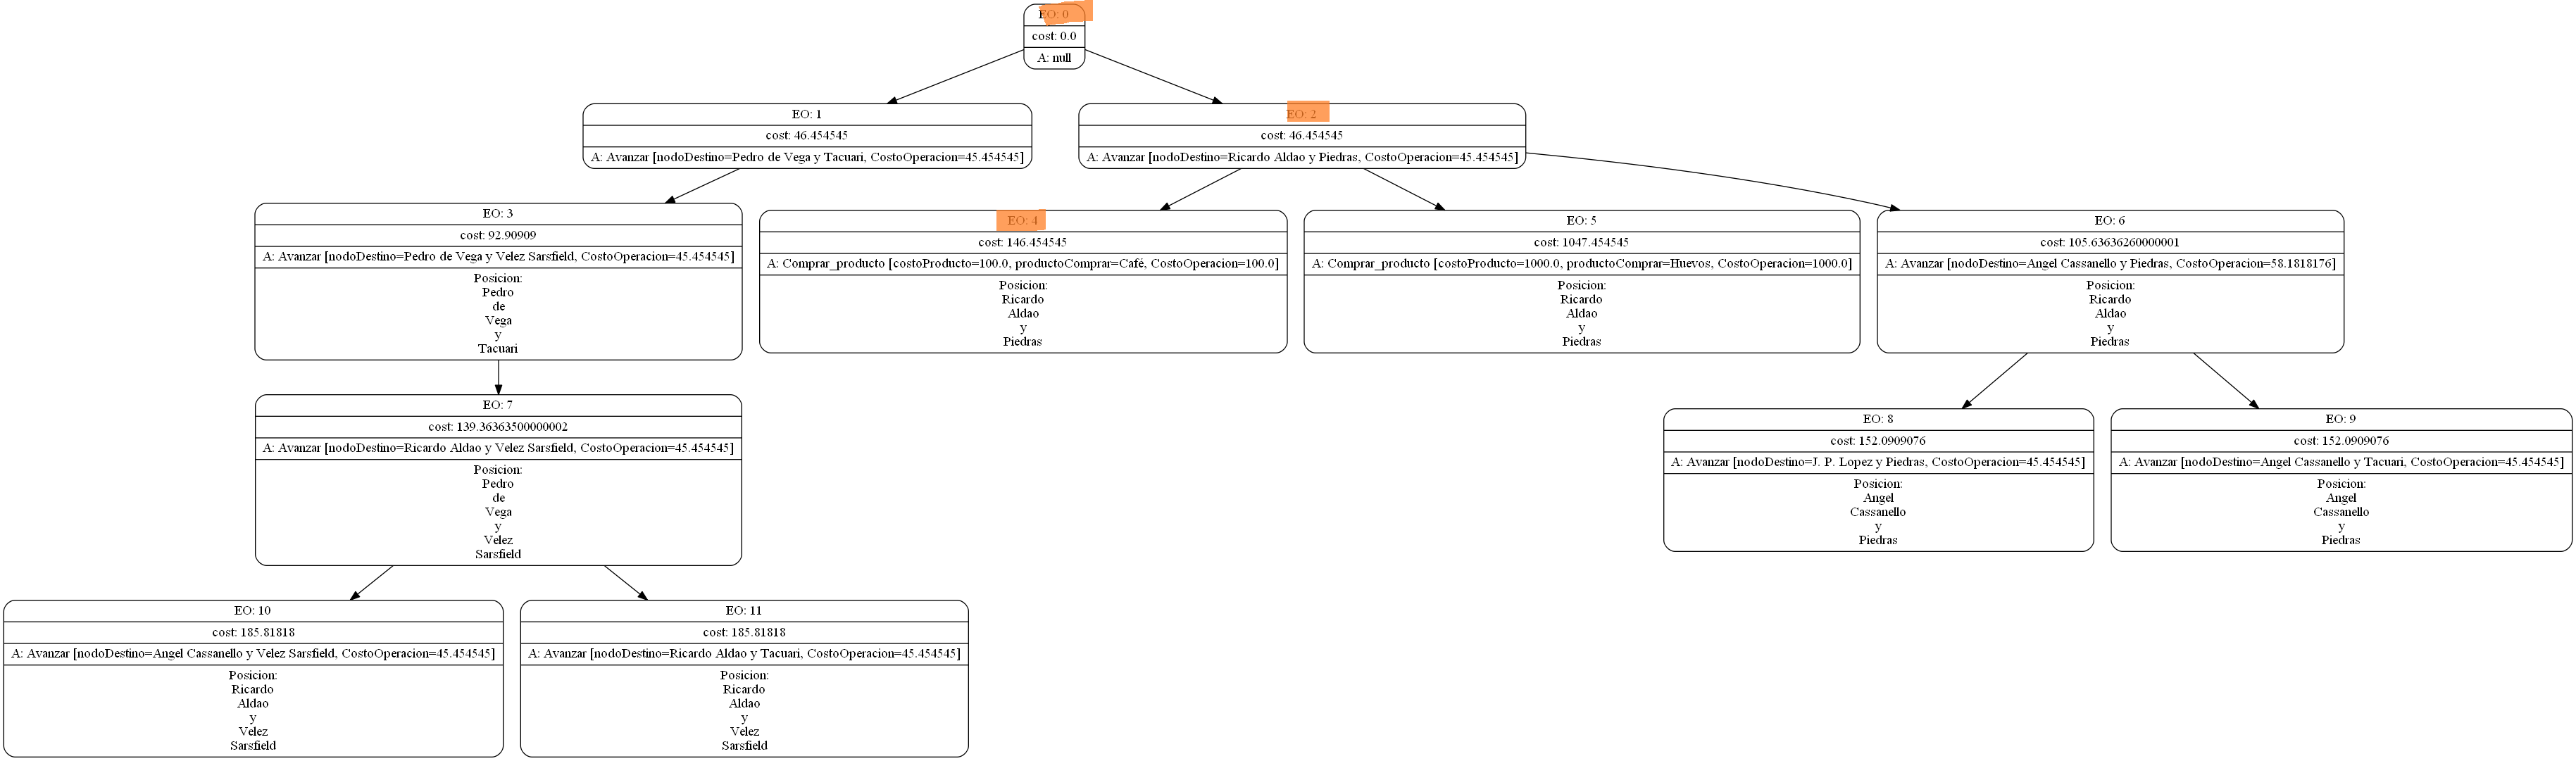 EO: 0
cost: 0.0
A: null
EO: 1
cost: 46.454545
A: Avanzar [nodoDestino=Pedro de Vega y Tacuari, CostoOperacion=45.454545]
EO: 2
cost: 46.454545
A: Avanzar [nodoDestino=Ricardo Aldao y Piedras, CostoOperacion=45.454545]
EO: 3
cost: 92.90909
A: Avanzar [nodoDestino=Pedro de Vega y Velez Sarsfield, CostoOperacion=45.454545]
Posicion:
Pedro
de
Vega
y
Tacuari
EO: 4
cost: 146.454545
A: Comprar_producto [costoProducto=100.0, productoComprar=Café, CostoOperacion=100.0]
Posicion:
Ricardo
Aldao
y
Piedras
EO: 5
cost: 1047.454545
A: Comprar_producto [costoProducto=1000.0, productoComprar=Huevos, CostoOperacion=1000.0]
Posicion:
Ricardo
Aldao
y
Piedras
EO: 6
cost: 105.63636260000001
A: Avanzar [nodoDestino=Angel Cassanello y Piedras, CostoOperacion=58.1818176]
Posicion:
Ricardo
Aldao
y
Piedras
EO: 7
cost: 139.36363500000002
A: Avanzar [nodoDestino=Ricardo Aldao y Velez Sarsfield, CostoOperacion=45.454545]
Posicion:
Pedro
de
Vega
y
Velez
Sarsfield
EO: 8
cost: 152.0909076
A: Avanzar [nodoDestino=J. P. Lopez y Piedras, CostoOperacion=45.454545]
Posicion:
Angel
Cassanello
y
Piedras
EO: 9
cost: 152.0909076
A: Avanzar [nodoDestino=Angel Cassanello y Tacuari, CostoOperacion=45.454545]
Posicion:
Angel
Cassanello
y
Piedras
EO: 10
cost: 185.81818
A: Avanzar [nodoDestino=Angel Cassanello y Velez Sarsfield, CostoOperacion=45.454545]
Posicion:
Ricardo
Aldao
y
Velez
Sarsfield
EO: 11
cost: 185.81818
A: Avanzar [nodoDestino=Ricardo Aldao y Tacuari, CostoOperacion=45.454545]
Posicion:
Ricardo
Aldao
y
Velez
Sarsfield